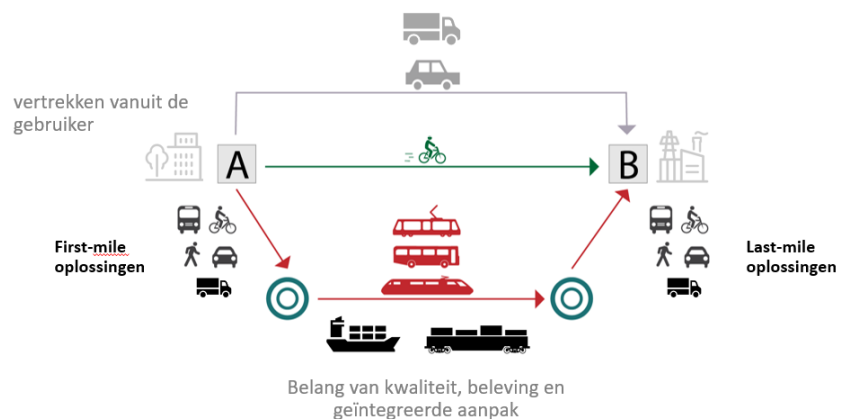 vertrekken vanuit de
gebruiker
A
B
First-mile
oplossingen
Last-mile
oplossingen
Belang van kwaliteit, beleving en
geïntegreerde aanpak